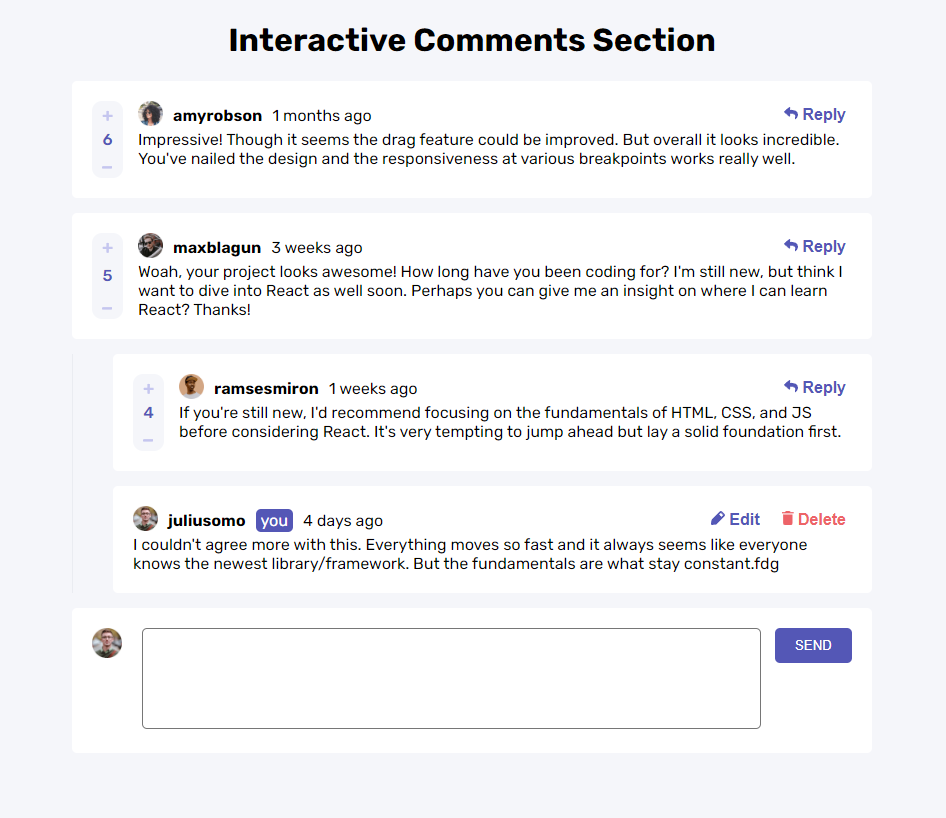 Interactive Comments Section
+
6
−
amyrobson 1 months ago Reply
Impressive! Though it seems the drag feature could be improved. But overall it looks incredible.
You've nailed the design and the responsiveness at various breakpoints works really well.
+
5
−
maxblagun 3 weeks ago Reply
Woah, your project looks awesome! How long have you been coding for? I'm still new, but think I
want to dive into React as well soon. Perhaps you can give me an insight on where I can learn
React? Thanks!
+
4
−
ramsesmiron 1 weeks ago Reply
If you're still new, I'd recommend focusing on the fundamentals of HTML, CSS, and JS
before considering React. It's very tempting to jump ahead but lay a solid foundation first.
juliusomo you 4 days ago Edit Delete
I couldn't agree more with this. Everything moves so fast and it always seems like everyone
knows the newest library/framework. But the fundamentals are what stay constant.fdg
SEND